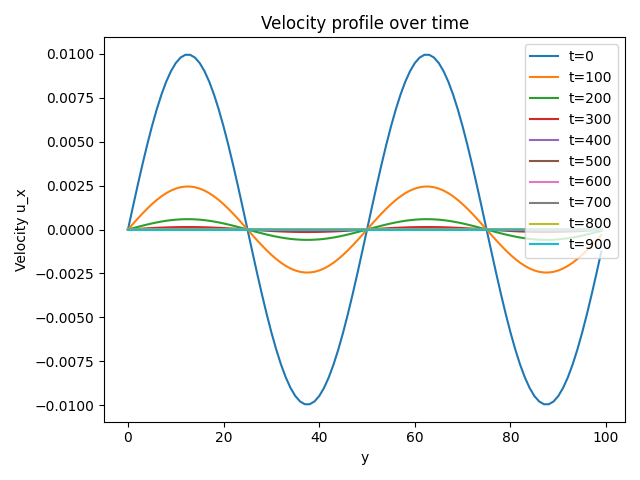 Velocity profile over time
0.0100
0.0075
0.0050
0.0025
0.0000
−0.0025
−0.0050
−0.0075
−0.0100
Velocity u_x
0
20
40
60
80
100
y
t=0
t=100
t=200
t=300
t=400
t=500
t=600
t=700
t=800
t=900